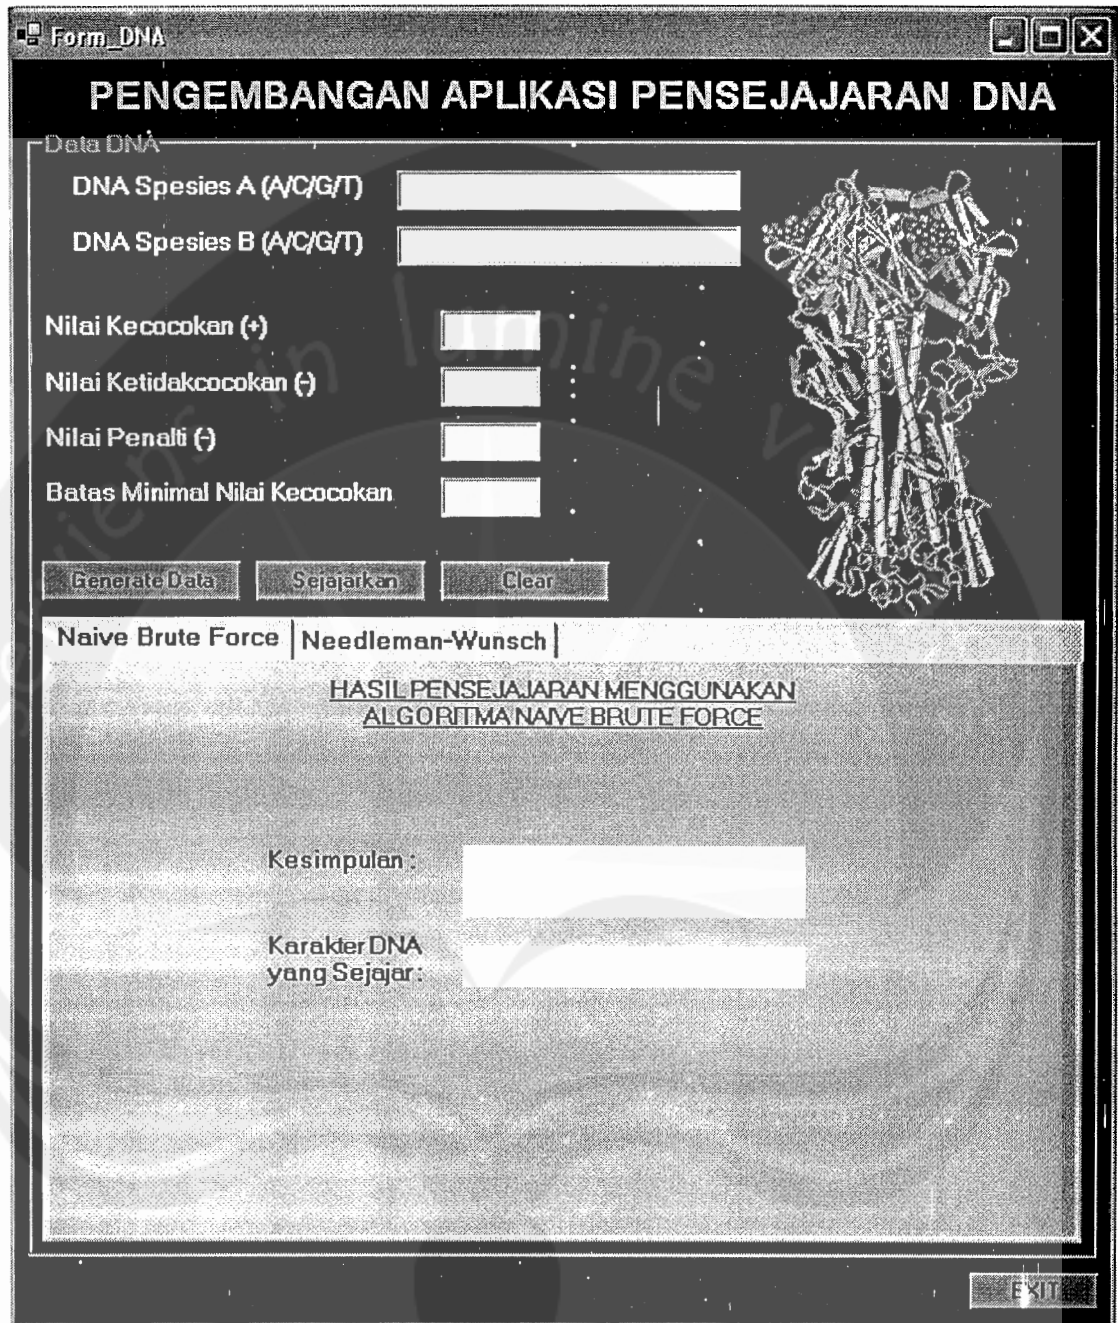 Form_DNA
PENGEMBANGAN APLIKASI PENSEJAJARAN DNA
Data DNA
DNA Spesies A (A/C/G/T)
DNA Spesies B (A/C/G/T)
Nilai Kecocokan (+)
Nilai Ketidakcocokan (-)
Nilai Penalti (-)
Batas Minimal Nilai Kecocokan
Generate Data Sejajarkan Clear
Naive Brute Force Needleman-Wunsch
HASIL PENSEJAJARAN MENGGUNAKAN
ALGORITMA NAIVE BRUTE FORCE
Kesimpulan :
Karakter DNA
yang Sejajar :
EXIT
in lumine